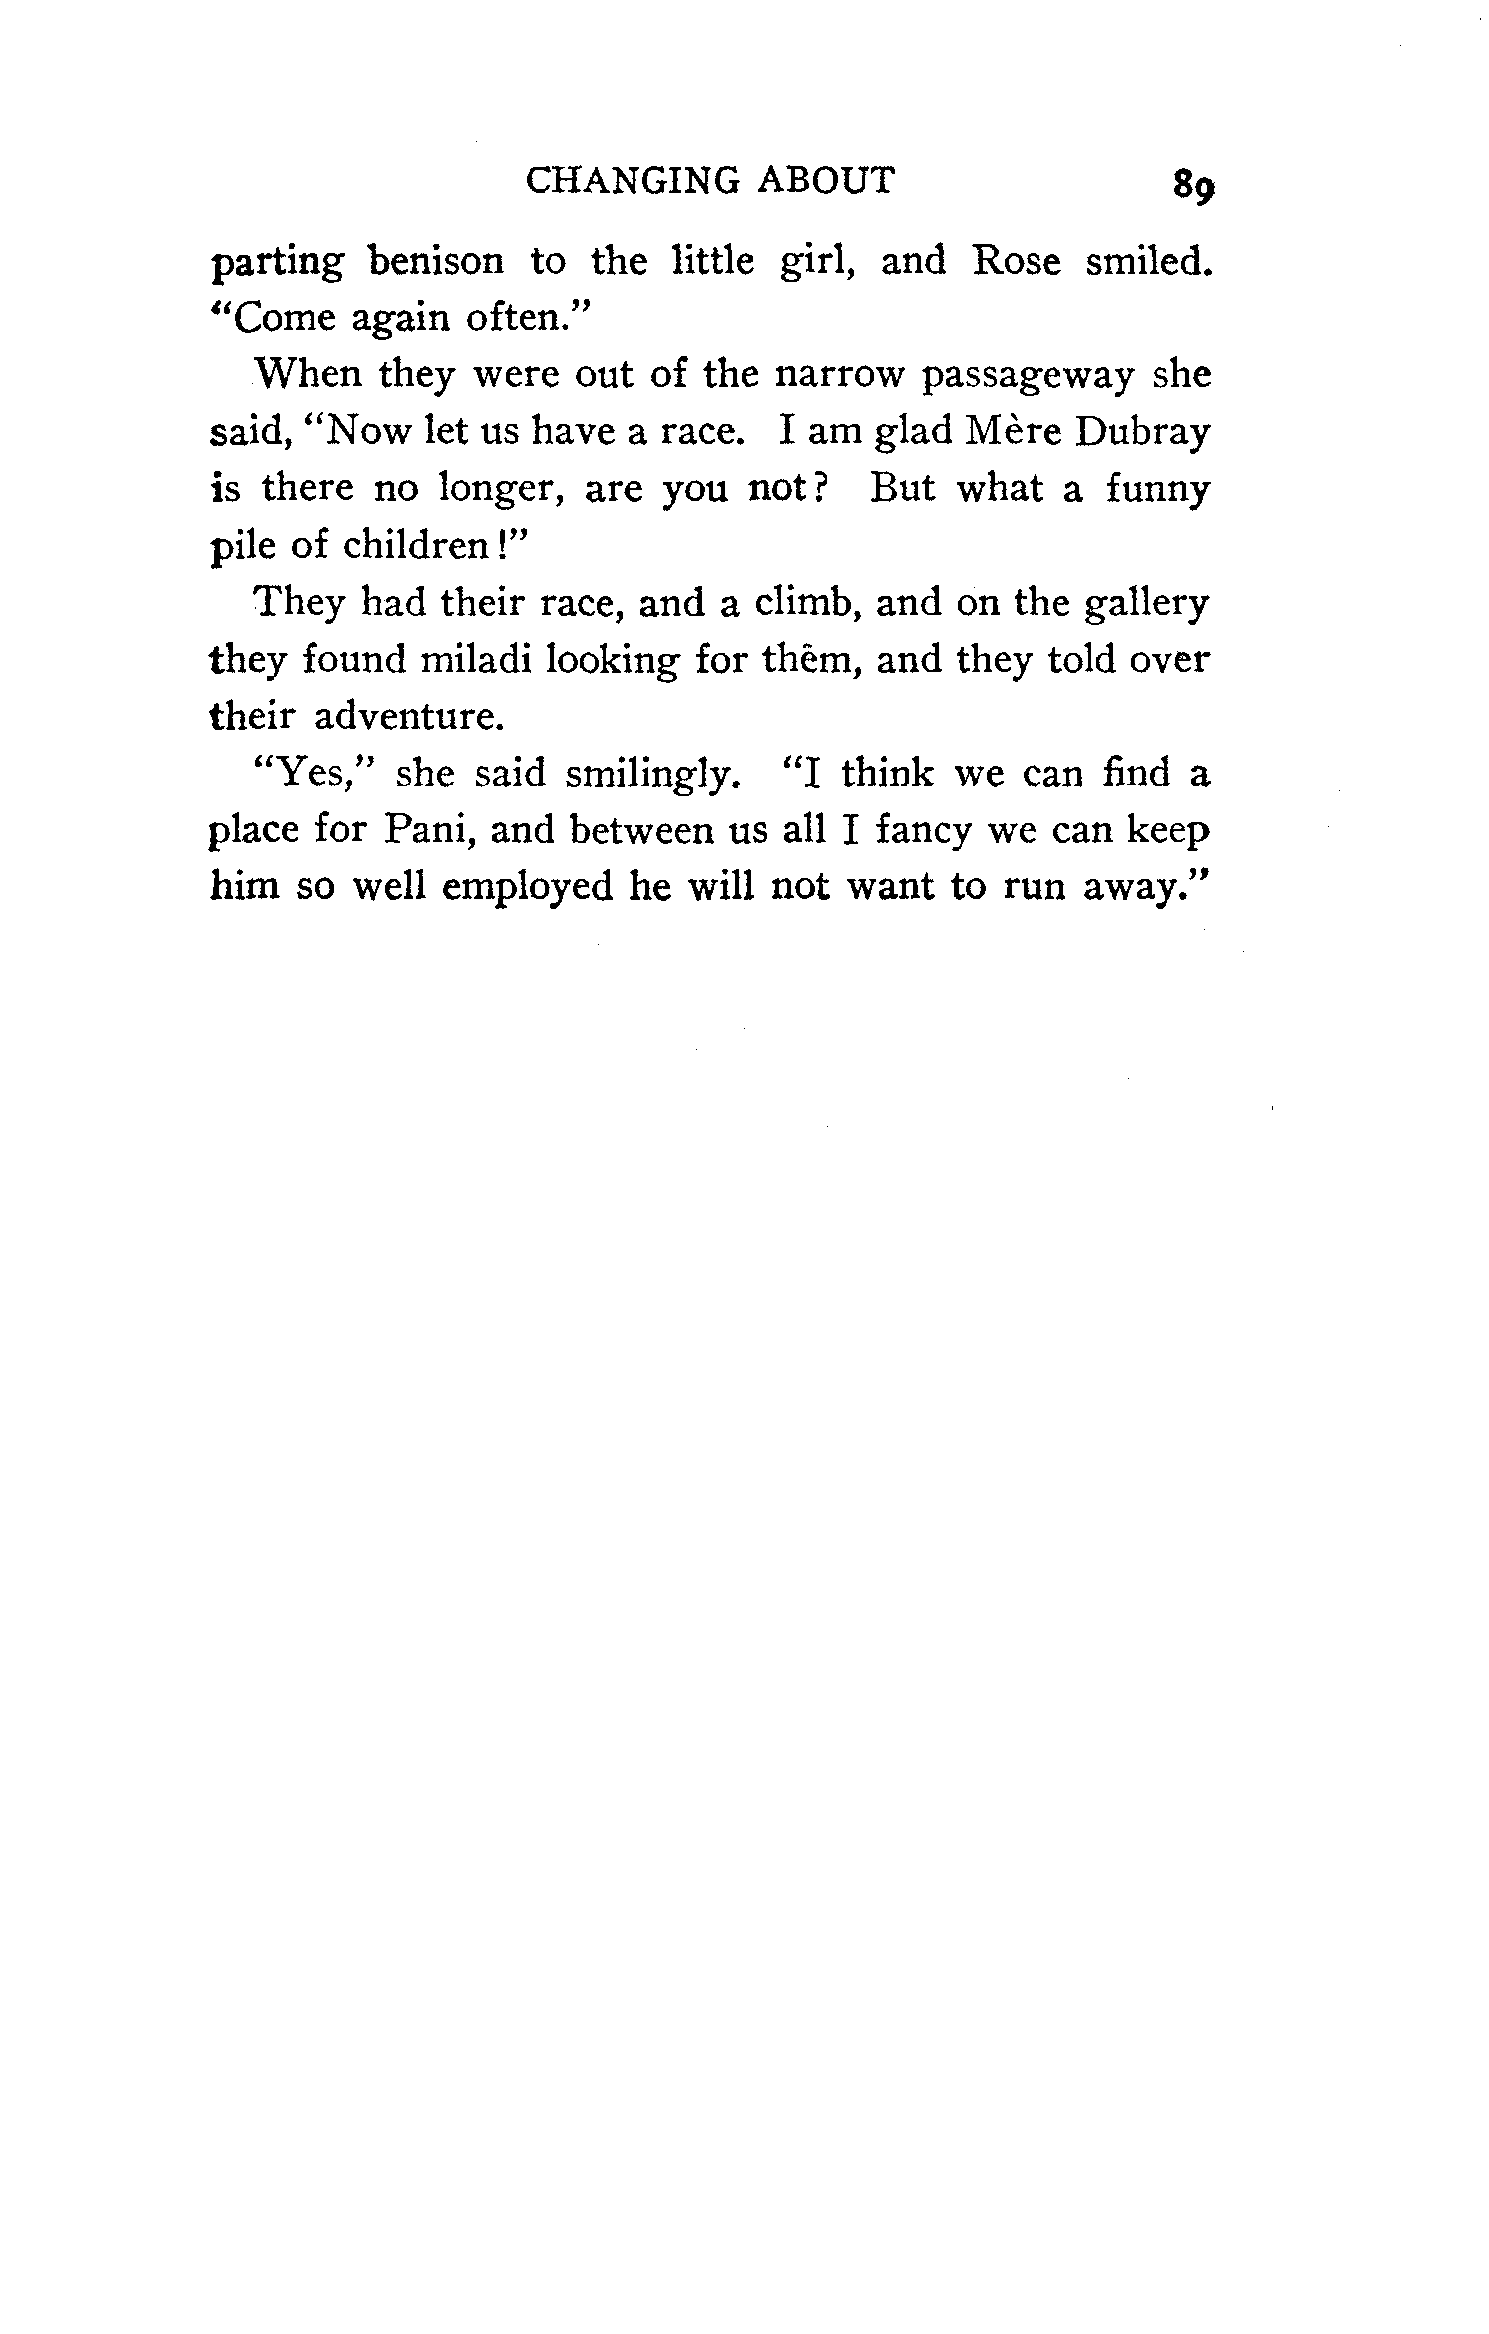 CHANGING ABOUT 89
parting benison to the little girl, and Rose smiled.
“Come again often.”
When they were out of the narrow passageway she
said, “Now let us have a race. I am glad Mère Dubray
is there no longer, are you not? But what a funny
pile of children!”
They had their race, and a climb, and on the gallery
they found miladi looking for thêm, and they told over
their adventure.
“Yes,” she said smilingly. “I think we can find a
place for Pani, and between us all I fancy we can keep
him so well employed he will not want to run away.”